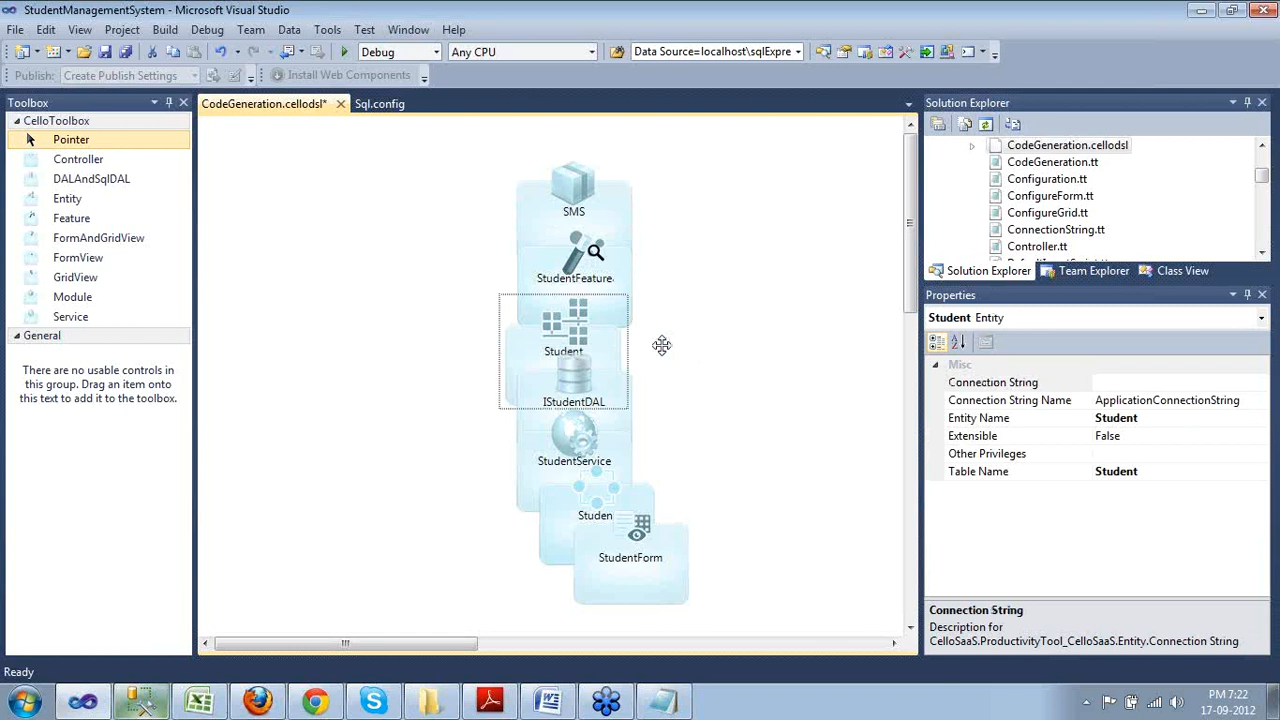 StudentManagementSystem - Microsoft Visual Studio
File Edit View Project Build Debug Team Data Tools Test Window Help
Debug Any CPU Data Source=localhost\sqlExpre
Publish: Create Publish Settings Install Web Components
Toolbox
CelloToolbox
Pointer
Controller
DALAndSqlDAL
Entity
Feature
FormAndGridView
FormView
GridView
Module
Service
General
There are no usable controls in
this group. Drag an item onto
this text to add it to the toolbox.
CodeGeneration.cellodsl* Sql.config
SMS
StudentFeature
Student
IStudentDAL
StudentService
Studen
StudentForm
Solution Explorer
CodeGeneration.cellodsl
CodeGeneration.tt
Configuration.tt
ConfigureForm.tt
ConfigureGrid.tt
ConnectionString.tt
Controller.tt
Solution Explorer Team Explorer Class View
Properties
Student Entity
Misc
Connection String
Connection String Name ApplicationConnectionString
Entity Name Student
Extensible False
Other Privileges
Table Name Student
Connection String
Description for
CelloSaaS.ProductivityTool_CelloSaaS.Entity.Connection String
Ready
PM 7:22
17-09-2012